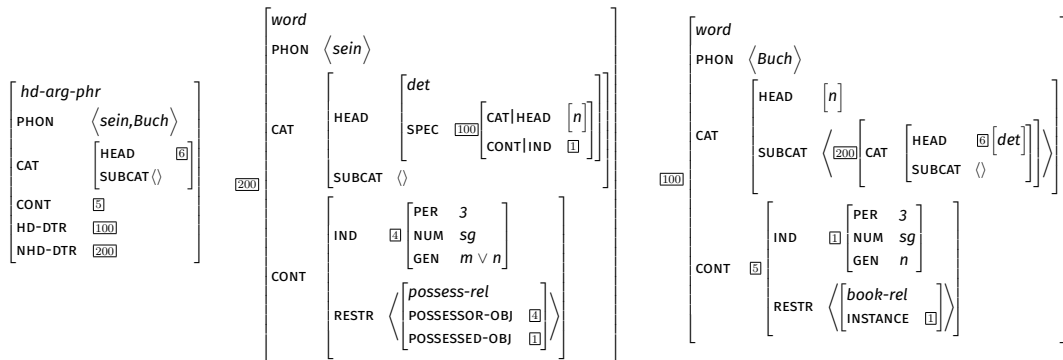 hd-arg-phr
PHON ⟨sein,Buch⟩
CAT HEAD 6
SUBCAT ⟨⟩
CONT 5
HD-DTR 100
NHD-DTR 200
200
word
PHON ⟨sein⟩
CAT HEAD det
SPEC 100 CAT|HEAD [n]
CONT|IND 1
SUBCAT ⟨⟩
CONT IND 4 PER 3
NUM sg
GEN m ∨ n
RESTR ⟨ possess-rel
POSSESSOR-OBJ 4
POSSESSED-OBJ 1 ⟩
100
word
PHON ⟨Buch⟩
CAT HEAD [n]
SUBCAT ⟨ 200 CAT HEAD 6 [det]
SUBCAT ⟨⟩ ⟩
CONT 5 IND 1 PER 3
NUM sg
GEN n
RESTR ⟨ book-rel
INSTANCE 1 ⟩